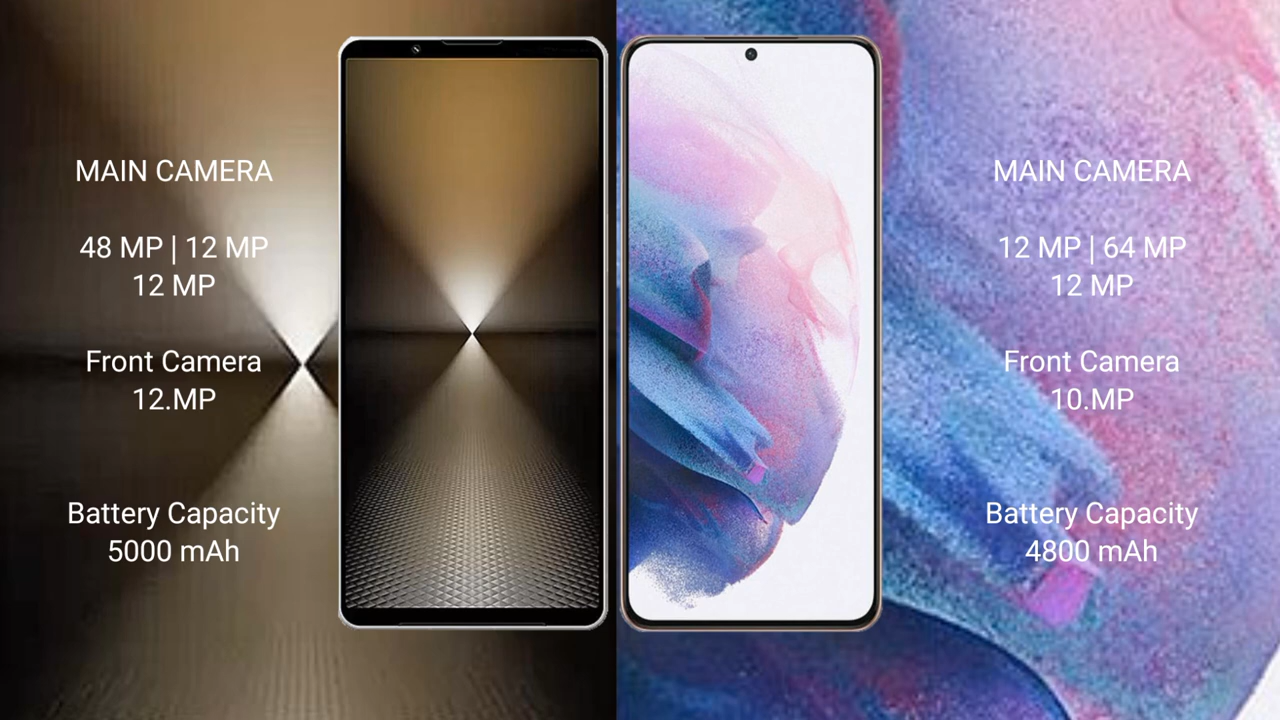 MAIN CAMERA
48 MP | 12 MP
12 MP
Front Camera
12.MP
Battery Capacity
5000 mAh
MAIN CAMERA
12 MP | 64 MP
12 MP
Front Camera
10.MP
Battery Capacity
4800 mAh